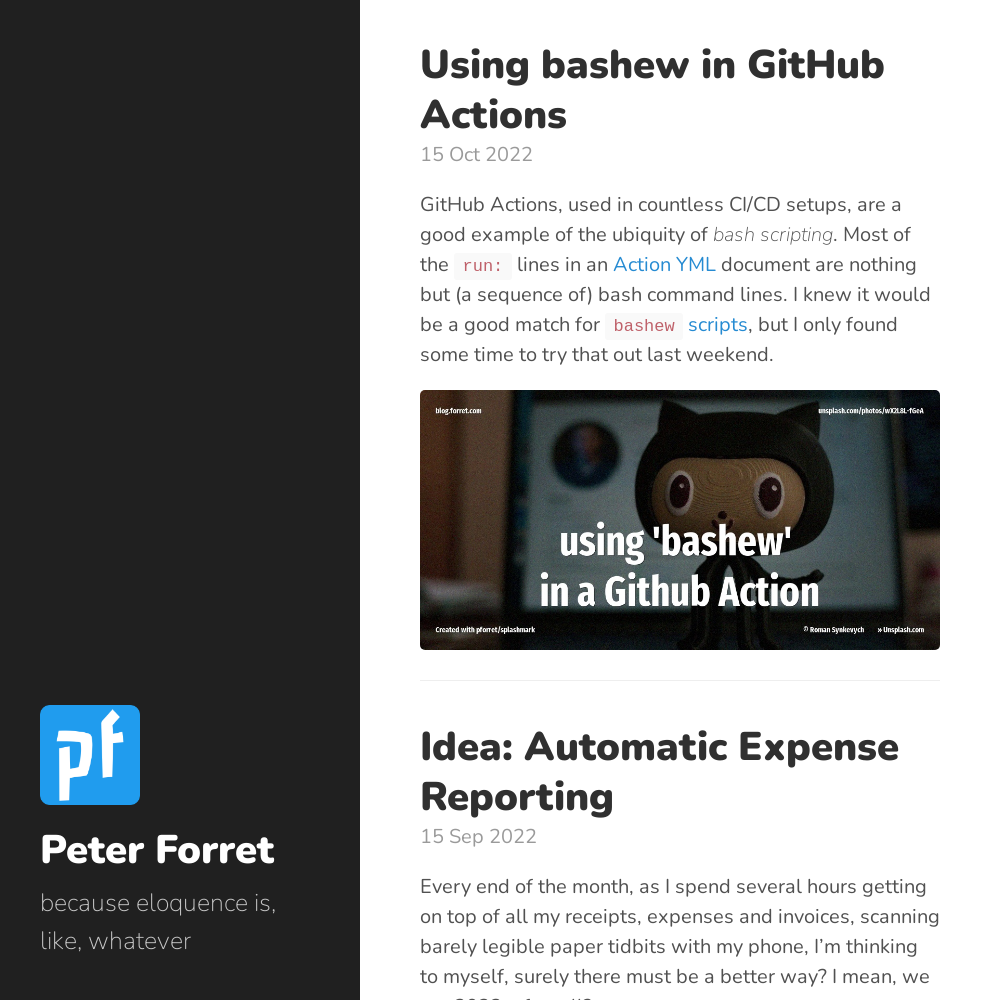 pf
Peter Forret
because eloquence is,
like, whatever
Using bashew in GitHub
Actions
15 Oct 2022
GitHub Actions, used in countless CI/CD setups, are a
good example of the ubiquity of bash scripting. Most of
the run: lines in an Action YML document are nothing
but (a sequence of) bash command lines. I knew it would
be a good match for bashew scripts, but I only found
some time to try that out last weekend.
blog.forret.com
unsplash.com/photos/wX2L8L-fGeA
using 'bashew'
in a Github Action
Created with pforret/splashmark
© Roman Synkevych » Unsplash.com
Idea: Automatic Expense
Reporting
15 Sep 2022
Every end of the month, as I spend several hours getting
on top of all my receipts, expenses and invoices, scanning
barely legible paper tidbits with my phone, I’m thinking
to myself, surely there must be a better way? I mean, we